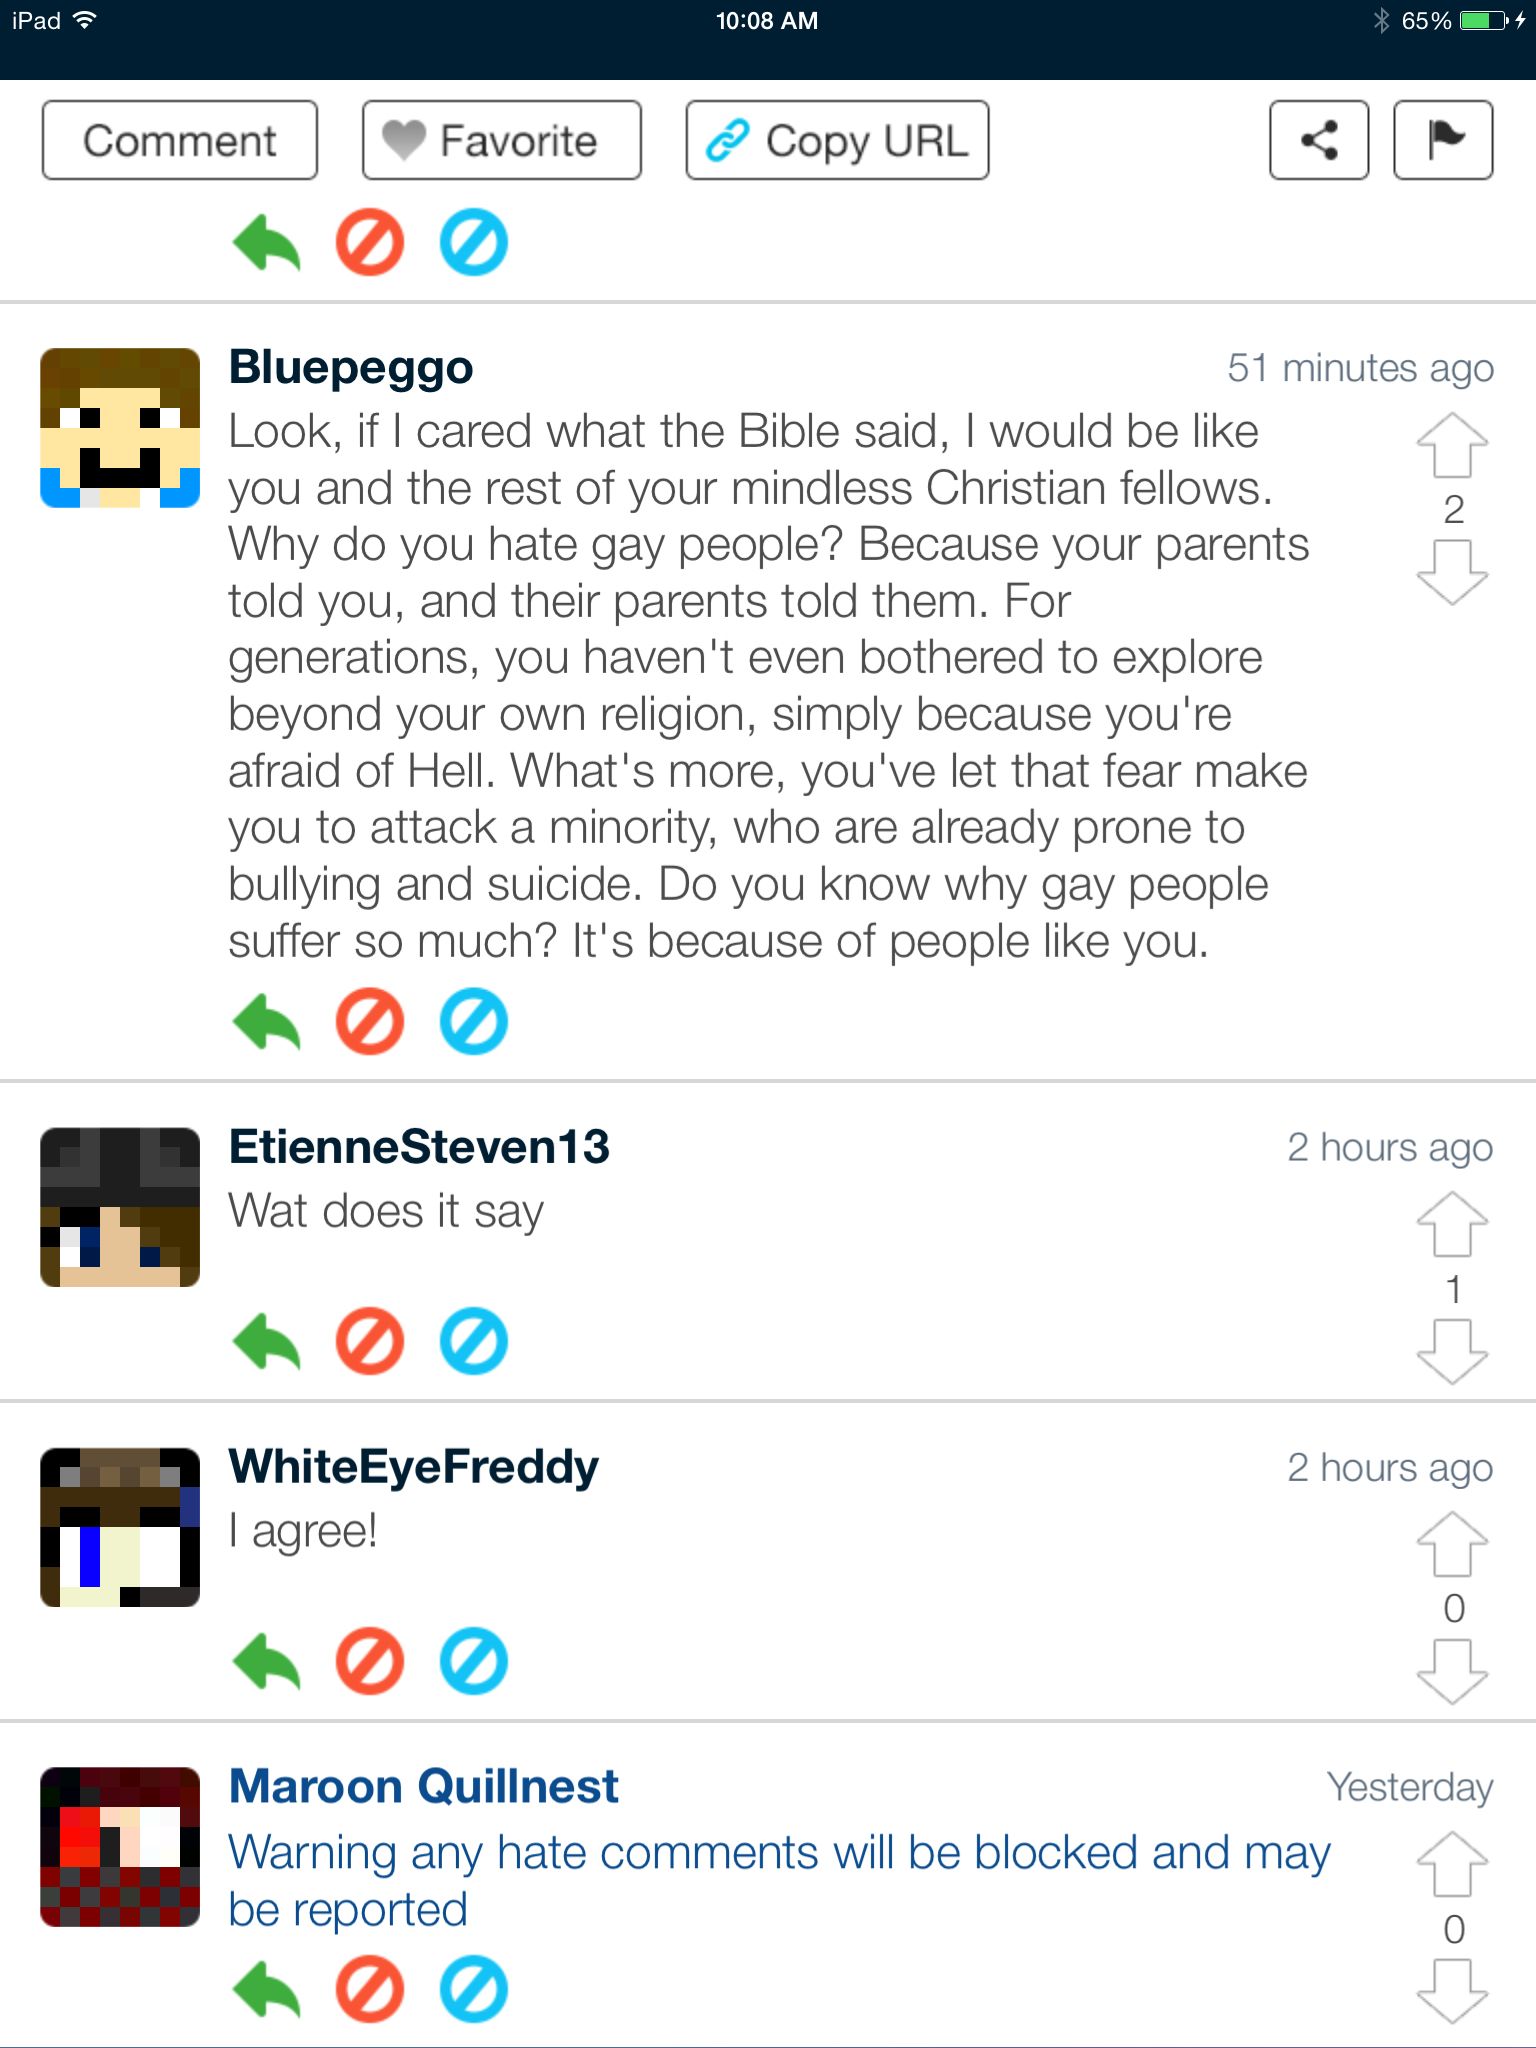 iPad 10:08 AM 65%
Comment Favorite Copy URL
Bluepeggo 51 minutes ago
Look, if I cared what the Bible said, I would be like
you and the rest of your mindless Christian fellows.
2
Why do you hate gay people? Because your parents
told you, and their parents told them. For
generations, you haven't even bothered to explore
beyond your own religion, simply because you're
afraid of Hell. What's more, you've let that fear make
you to attack a minority, who are already prone to
bullying and suicide. Do you know why gay people
suffer so much? It's because of people like you.
EtienneSteven13 2 hours ago
Wat does it say
1
WhiteEyeFreddy 2 hours ago
I agree!
0
Maroon Quillnest Yesterday
Warning any hate comments will be blocked and may
be reported
0